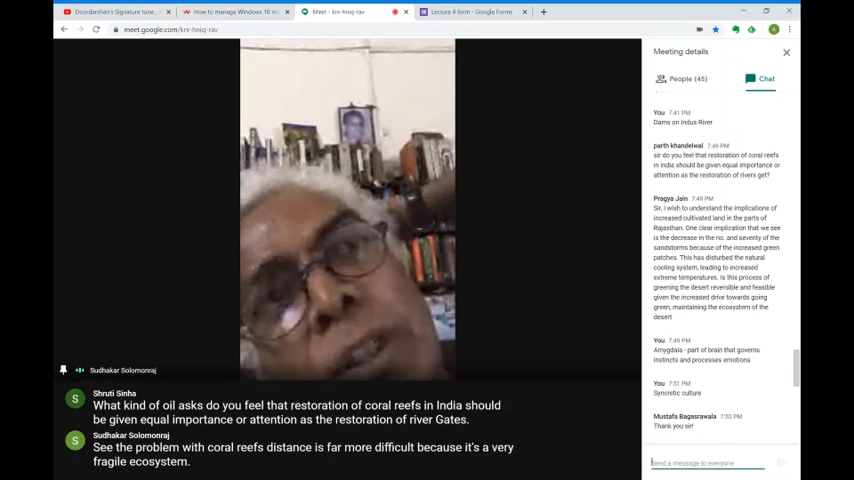 Doordarshan's Signature tune...
How to manage Windows 10 m
Meet - krx-hniq-rav
Lecture 4 form - Google Forms
meet.google.com/krx-hniq-rav
Meeting details
People (45)
Chat
You 7:41 PM
Dams on Indus River
parth khandelwal 7:46 PM
sir do you feel that restoration of coral reefs
in india should be given equal importance or
attention as the restoration of rivers get?
Pragya Jain 7:49 PM
Sir, i wish to understand the implications of
increased cultivated land in the parts of
Rajasthan. One clear implication that we see
is the decrease in the no. and severity of the
sandstorms because of the increased green
patches. This has disturbed the natural
cooling system, leading to increased
extreme temperatures. Is this process of
greening the desert reversible and feasible
given the increased drive towards going
green, maintaining the ecosystem of the
desert
You 7:49 PM
Amygdala - part of brain that governs
instincts and processes emotions
You 7:51 PM
Syncretic culture
Mustafa Bagasrawala 7:52 PM
Thank you sir!
Send a message to everyone
Sudhakar Solomonraj
S
Shruti Sinha
What kind of oil asks do you feel that restoration of coral reefs in India should
be given equal importance or attention as the restoration of river Gates.
S
Sudhakar Solomonraj
See the problem with coral reefs distance is far more difficult because it's a very
fragile ecosystem.